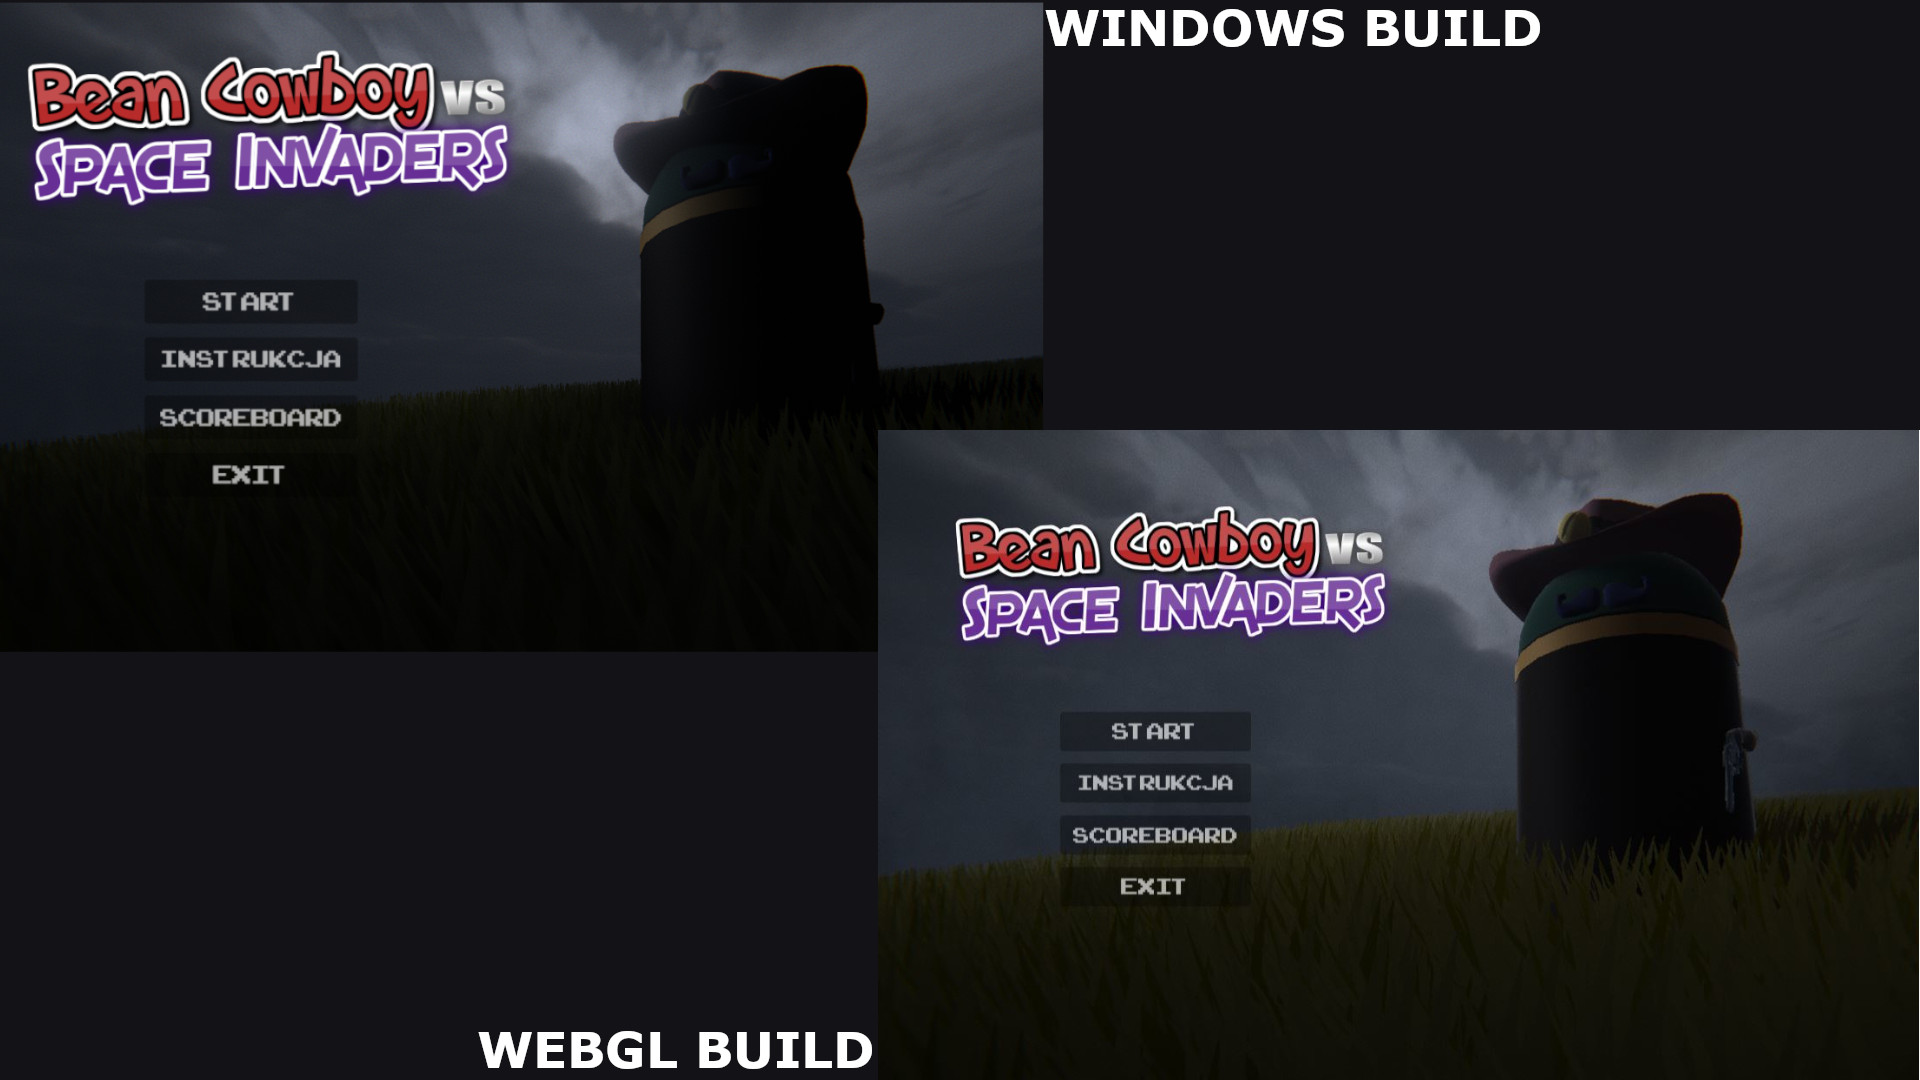 WINDOWS BUILD
Bean Cowboy vs
SPACE INVADERS
START
INSTRUKCJA
SCOREBOARD
EXIT
Bean Cowboy vs
SPACE INVADERS
START
INSTRUKCJA
SCOREBOARD
EXIT
WEBGL BUILD